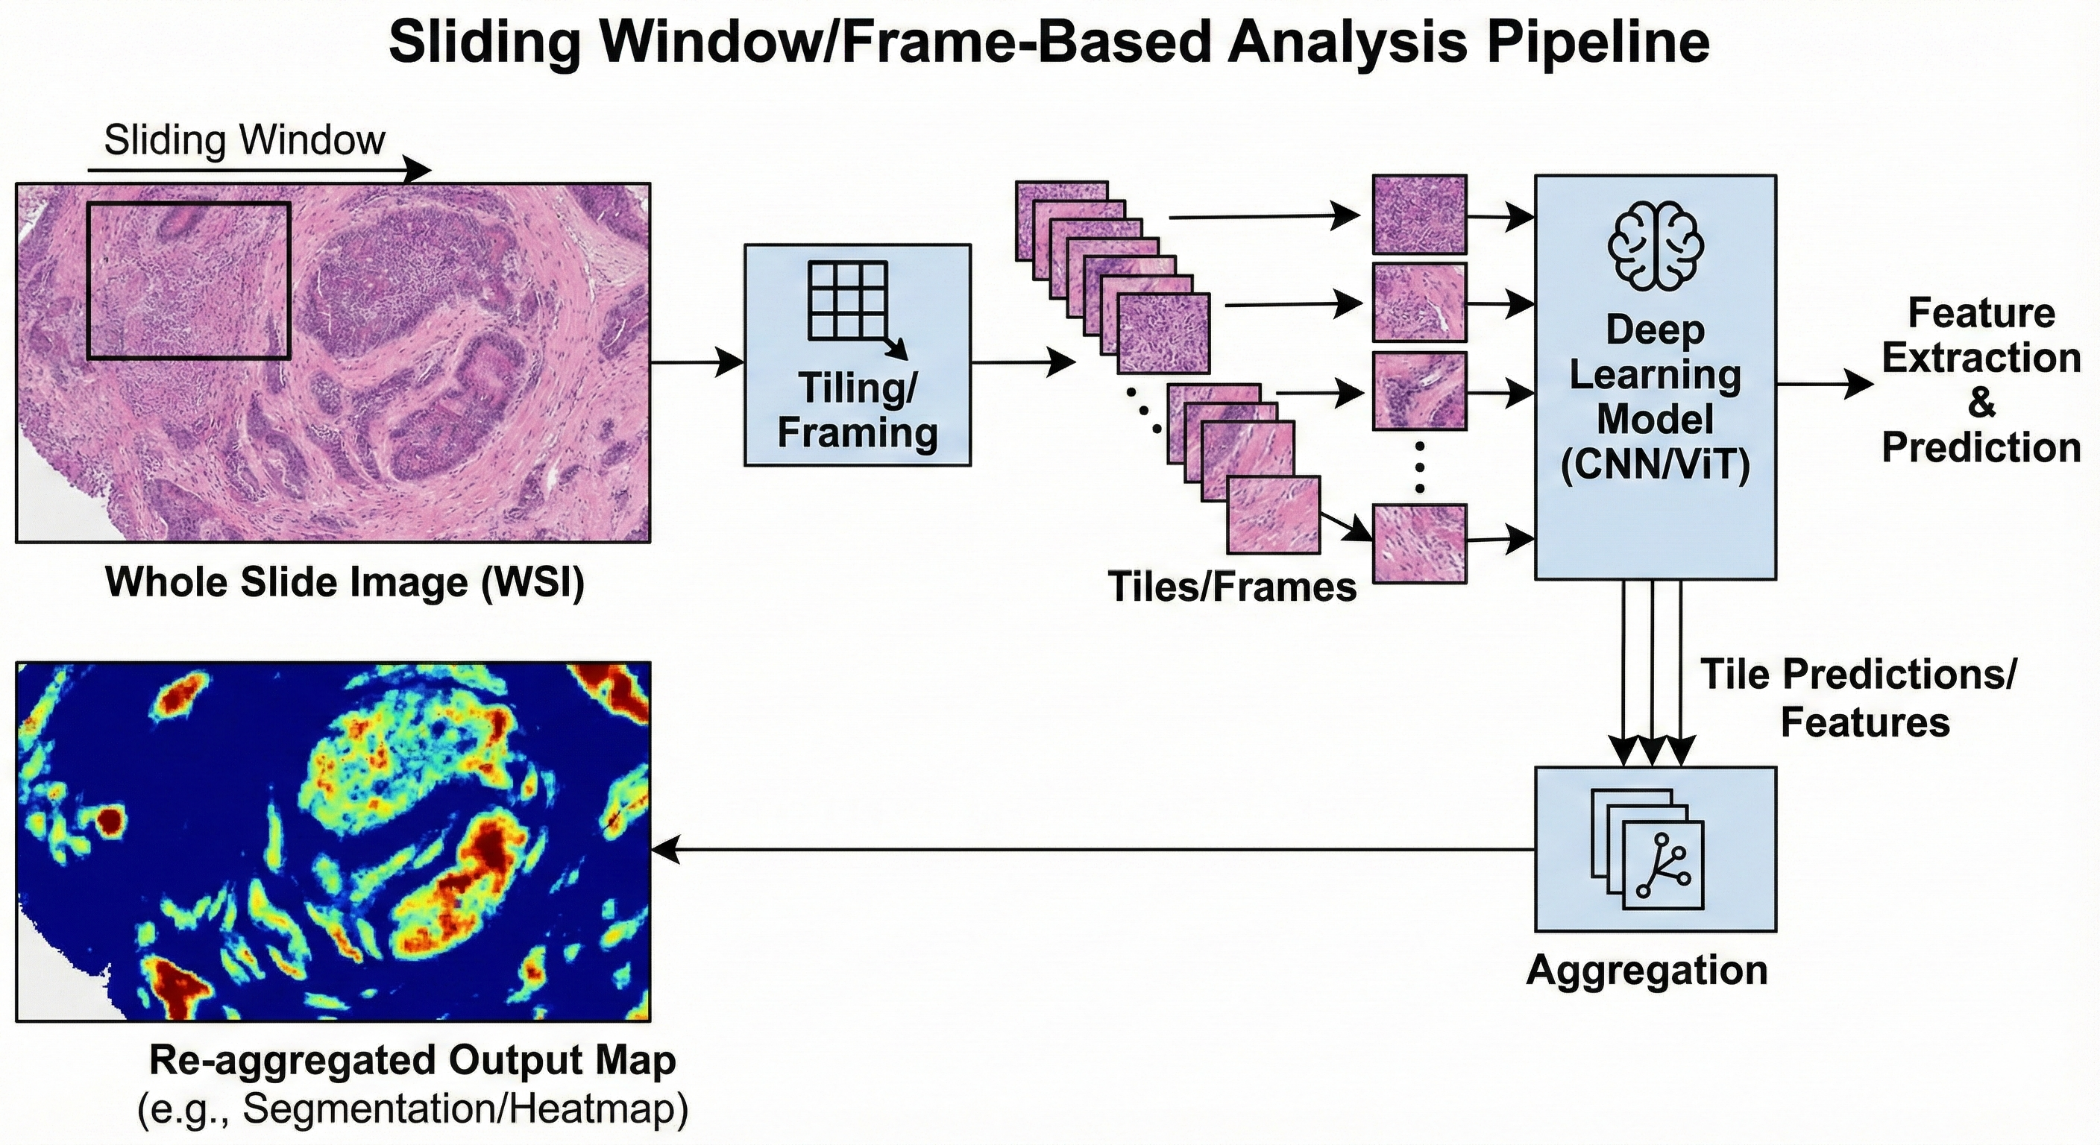 Sliding Window/Frame-Based Analysis Pipeline
Sliding Window
Whole Slide Image (WSI)
Tiling/
Framing
Tiles/Frames
Deep
Learning
Model
(CNN/ViT)
Feature
Extraction
&
Prediction
Tile Predictions/
Features
Aggregation
Re-aggregated Output Map
(e.g., Segmentation/Heatmap)